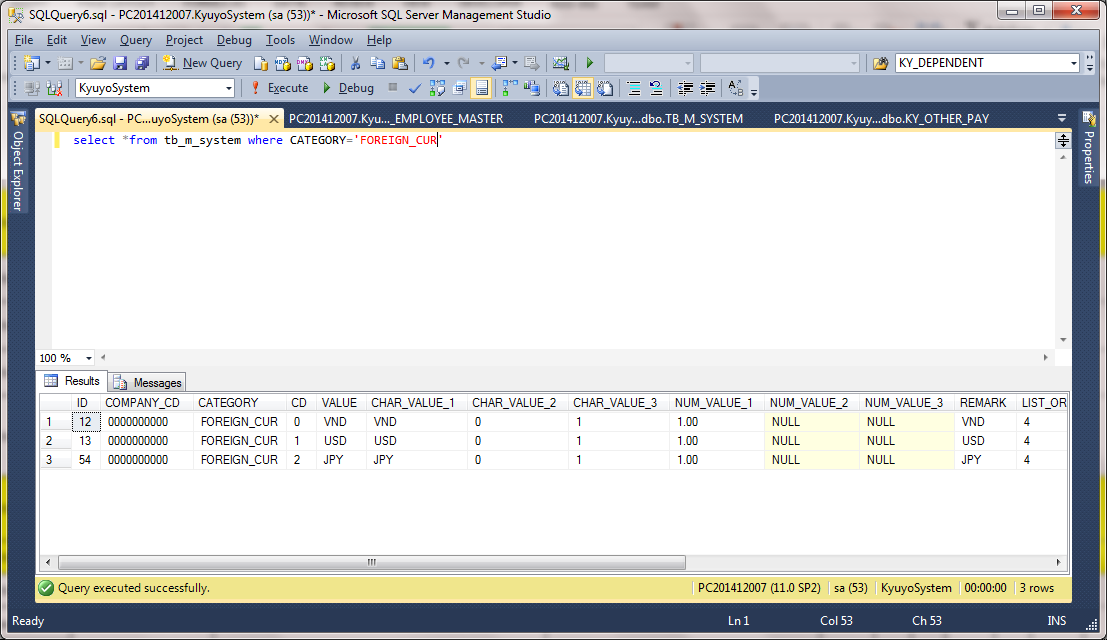 SQLQuery6.sql - PC201412007.KyuyoSystem (sa (53))* - Microsoft SQL Server Management Studio
File Edit View Query Project Debug Tools Window Help
New Query KY_DEPENDENT
KyuyoSystem Execute Debug
SQLQuery6.sql - PC...uyoSystem (sa (53))* PC201412007.Kyu..._EMPLOYEE_MASTER PC201412007.Kyuy...dbo.TB_M_SYSTEM PC201412007.Kyuy...dbo.KY_OTHER_PAY
Object Explorer
Properties
select *from tb_m_system where CATEGORY='FOREIGN_CUR'
100 %
Results Messages
ID COMPANY_CD CATEGORY CD VALUE CHAR_VALUE_1 CHAR_VALUE_2 CHAR_VALUE_3 NUM_VALUE_1 NUM_VALUE_2 NUM_VALUE_3 REMARK LIST_OR
1 12 0000000000 FOREIGN_CUR 0 VND VND 0 1 1.00 NULL NULL VND 4
2 13 0000000000 FOREIGN_CUR 1 USD USD 0 1 1.00 NULL NULL USD 4
3 54 0000000000 FOREIGN_CUR 2 JPY JPY 0 1 1.00 NULL NULL JPY 4
Query executed successfully. PC201412007 (11.0 SP2) sa (53) KyuyoSystem 00:00:00 3 rows
Ready Ln 1 Col 53 Ch 53 INS